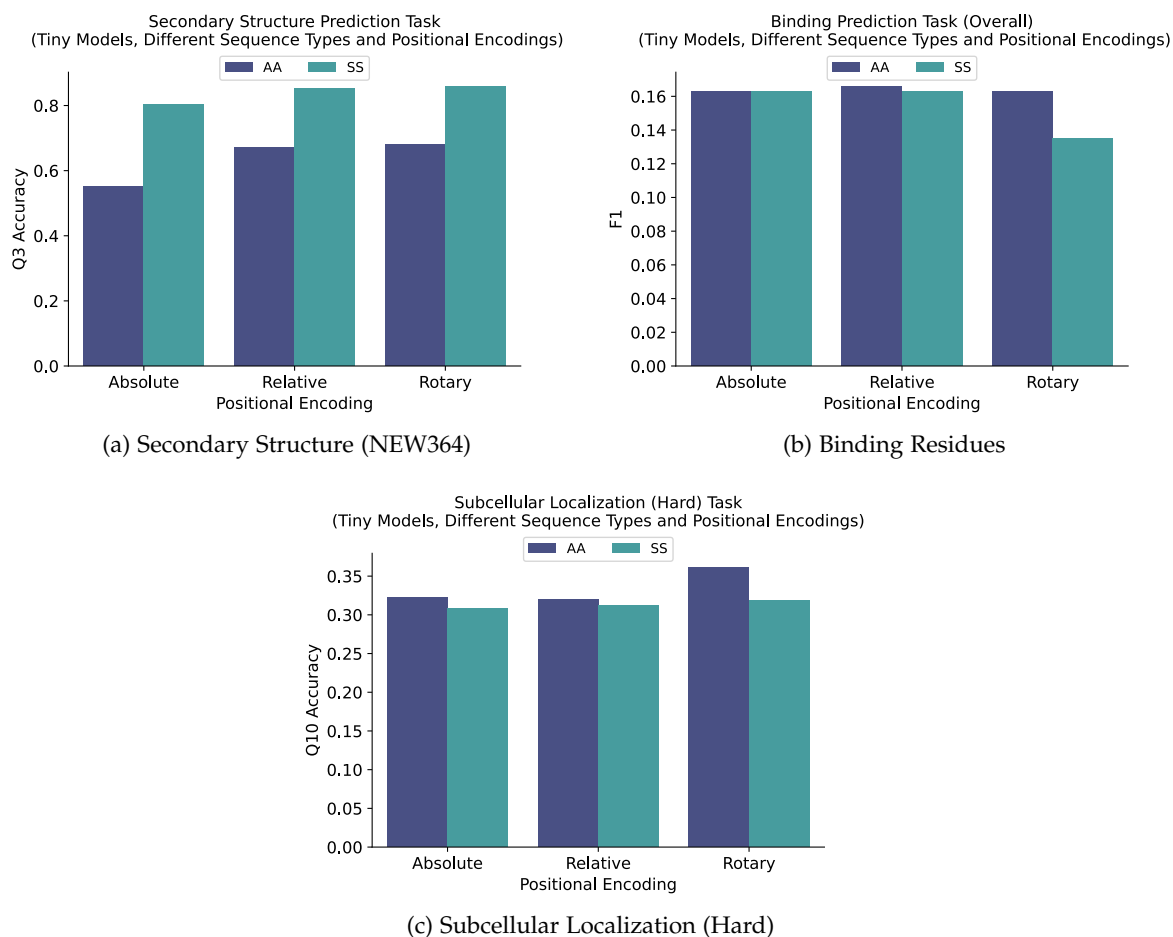 Secondary Structure Prediction Task
(Tiny Models, Different Sequence Types and Positional Encodings)
AA SS
0.8
0.6
0.4
0.2
0.0
Q3 Accuracy
Absolute Relative Rotary
Positional Encoding
(a) Secondary Structure (NEW364)
Binding Prediction Task (Overall)
(Tiny Models, Different Sequence Types and Positional Encodings)
AA SS
0.16
0.14
0.12
0.10
0.08
0.06
0.04
0.02
0.00
F1
Absolute Relative Rotary
Positional Encoding
(b) Binding Residues
Subcellular Localization (Hard) Task
(Tiny Models, Different Sequence Types and Positional Encodings)
AA SS
0.35
0.30
0.25
0.20
0.15
0.10
0.05
0.00
Q10 Accuracy
Absolute Relative Rotary
Positional Encoding
(c) Subcellular Localization (Hard)